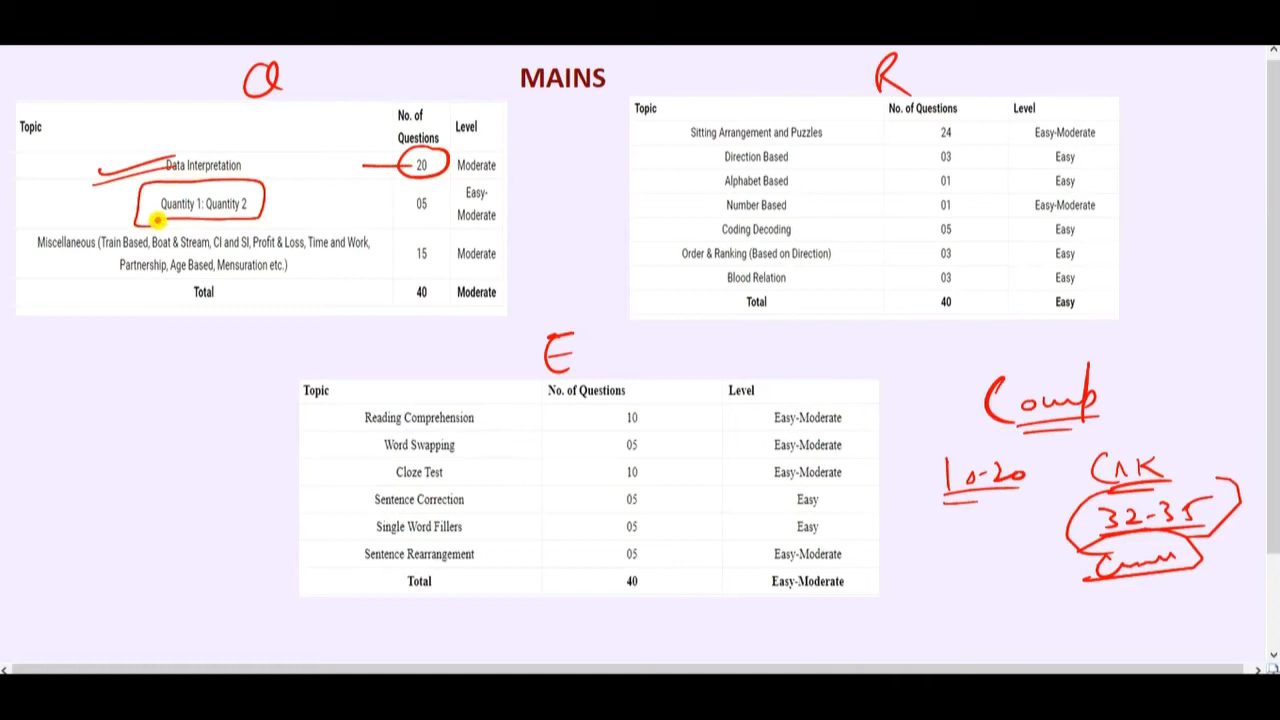 Q
MAINS
R
Topic No. of Questions Level
Data Interpretation 20 Moderate
Quantity 1: Quantity 2 05 Easy-Moderate
Miscellaneous (Train Based, Boat & Stream, CI and SI, Profit & Loss, Time and Work,
Partnership, Age Based, Mensuration etc.) 15 Moderate
Total 40 Moderate
Topic No. of Questions Level
Sitting Arrangement and Puzzles 24 Easy-Moderate
Direction Based 03 Easy
Alphabet Based 01 Easy
Number Based 01 Easy-Moderate
Coding Decoding 05 Easy
Order & Ranking (Based on Direction) 03 Easy
Blood Relation 03 Easy
Total 40 Easy
E
Topic No. of Questions Level
Reading Comprehension 10 Easy-Moderate
Word Swapping 05 Easy-Moderate
Cloze Test 10 Easy-Moderate
Sentence Correction 05 Easy
Single Word Fillers 05 Easy
Sentence Rearrangement 05 Easy-Moderate
Total 40 Easy-Moderate
Comp
10-20
32-35